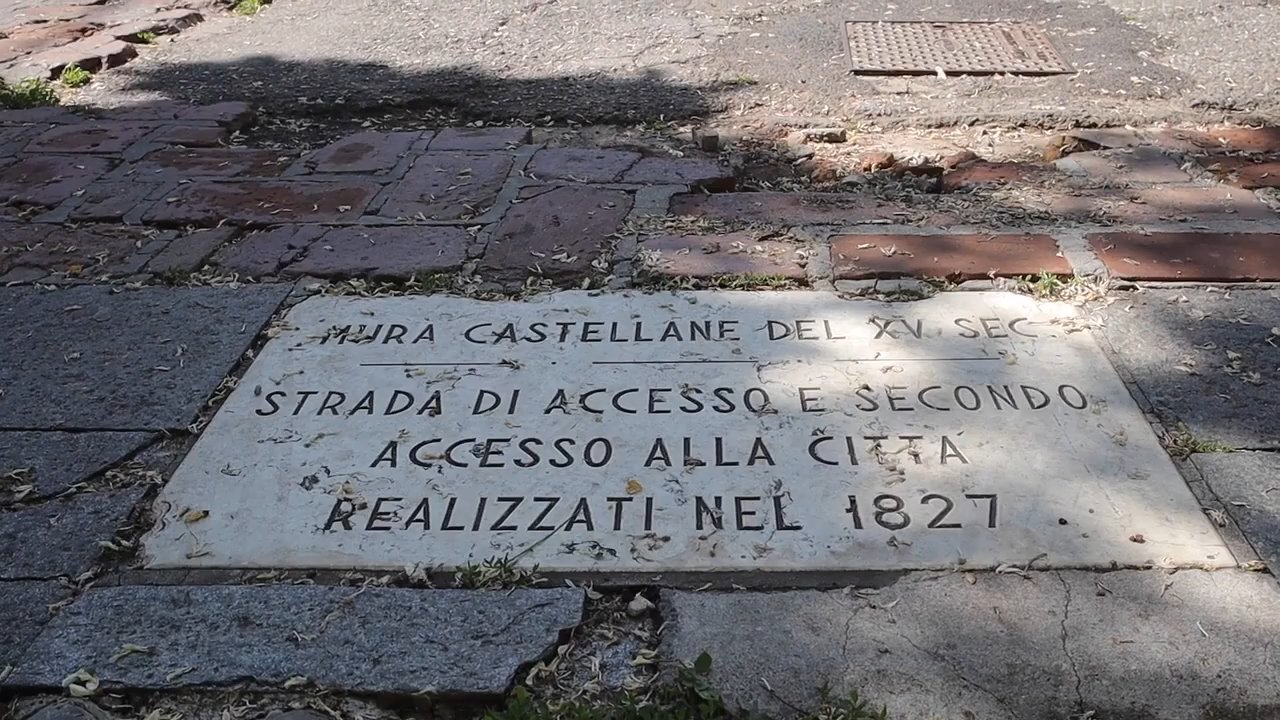 MURA CASTELLANE DEL XV SEC
STRADA DI ACCESSO E SECONDO
ACCESSO ALLA CITTA
REALIZZATI NEL 1827